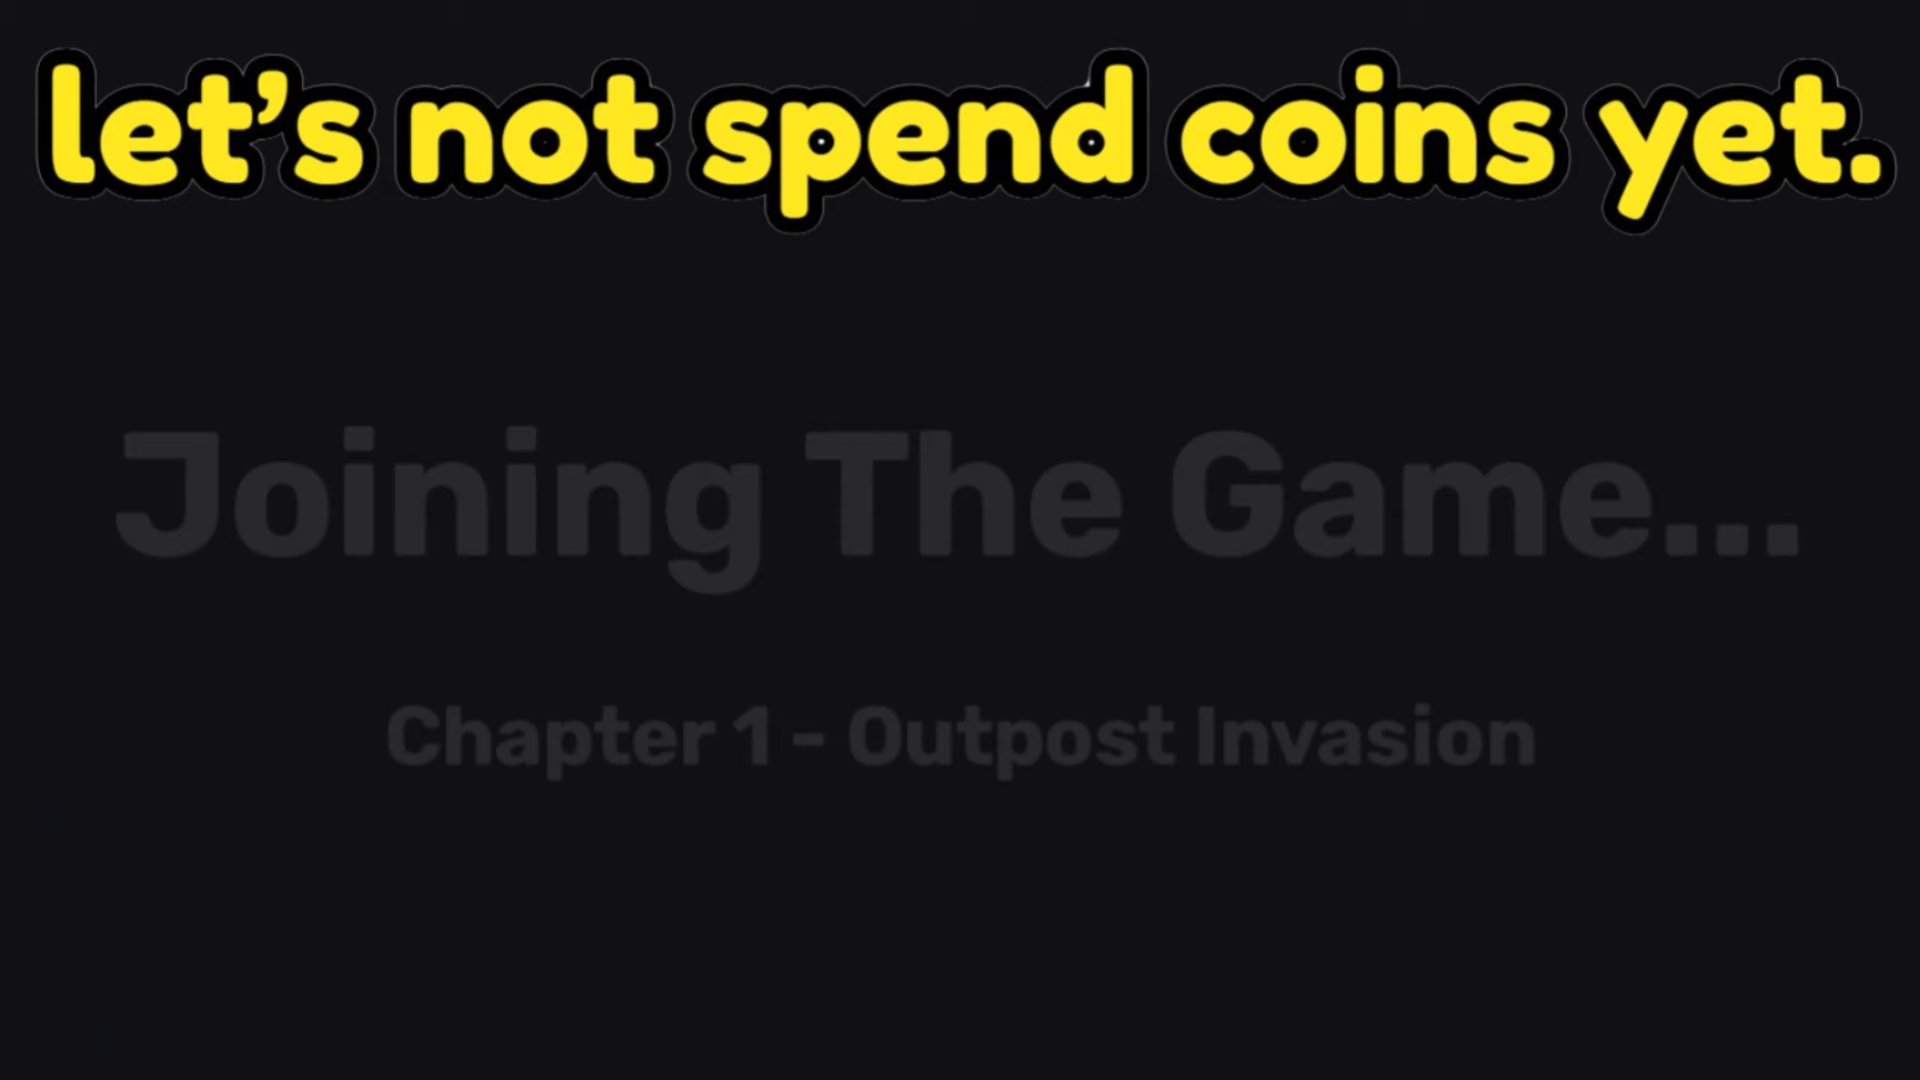 let’s not spend coins yet.
Joining The Game...
Chapter 1 - Outpost Invasion